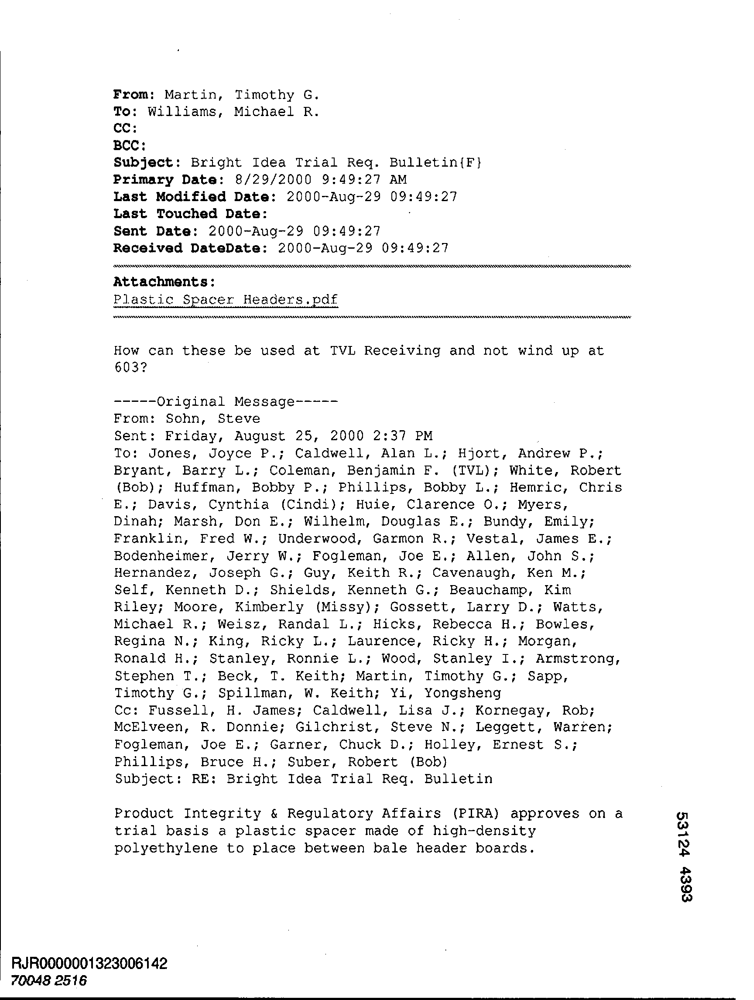 From: Martin, Timothy G.
To: Williams, Michael R.
CC:
BCC:
Subject: Bright Idea Trial Req. Bulletin{F}
Primary Date: 8/29/2000 9:49:27 AM
Last Modified Date: 2000-Aug-29 09:49:27
Last Touched Date:
Sent Date: 2000-Aug-29 09:49:27
Received DateDate: 2000-Aug-29 09:49:27
Attachments:
Plastic Spacer Headers.pdf
How can these be used at TVL Receiving and not wind up at
603?
-----Original Message-----
From: Sohn, Steve
Sent: Friday, August 25, 2000 2:37 PM
To: Jones, Joyce P.; Caldwell, Alan L.; Hjort, Andrew P.;
Bryant, Barry L.; Coleman, Benjamin F. (TVL); White, Robert
(Bob); Huffman, Bobby P.; Phillips, Bobby L.; Hemric, Chris
E.; Davis, Cynthia (Cindi); Huie, Clarence O.; Myers,
Dinah; Marsh, Don E.; Wilhelm, Douglas E.; Bundy, Emily;
Franklin, Fred W.; Underwood, Garmon R.; Vestal, James E.;
Bodenheimer, Jerry W.; Fogleman, Joe E.; Allen, John S.;
Hernandez, Joseph G.; Guy, Keith R.; Cavenaugh, Ken M.;
Self, Kenneth D.; Shields, Kenneth G.; Beauchamp, Kim
Riley; Moore, Kimberly (Missy); Gossett, Larry D.; Watts,
Michael R.; Weisz, Randal L.; Hicks, Rebecca H.; Bowles,
Regina N.; King, Ricky L.; Laurence, Ricky H.; Morgan,
Ronald H.; Stanley, Ronnie L.; Wood, Stanley I.; Armstrong,
Stephen T.; Beck, T. Keith; Martin, Timothy G.; Sapp,
Timothy G.; Spillman, W. Keith; Yi, Yongsheng
Cc: Fussell, H. James; Caldwell, Lisa J.; Kornegay, Rob;
McElveen, R. Donnie; Gilchrist, Steve N.; Leggett, Warren;
Fogleman, Joe E.; Garner, Chuck D.; Holley, Ernest S.;
Phillips, Bruce H.; Suber, Robert (Bob)
Subject: RE: Bright Idea Trial Req. Bulletin
Product Integrity & Regulatory Affairs (PIRA) approves on a
trial basis a plastic spacer made of high-density
polyethylene to place between bale header boards.
53124 4393
RJR0000001323006142
70048 2516